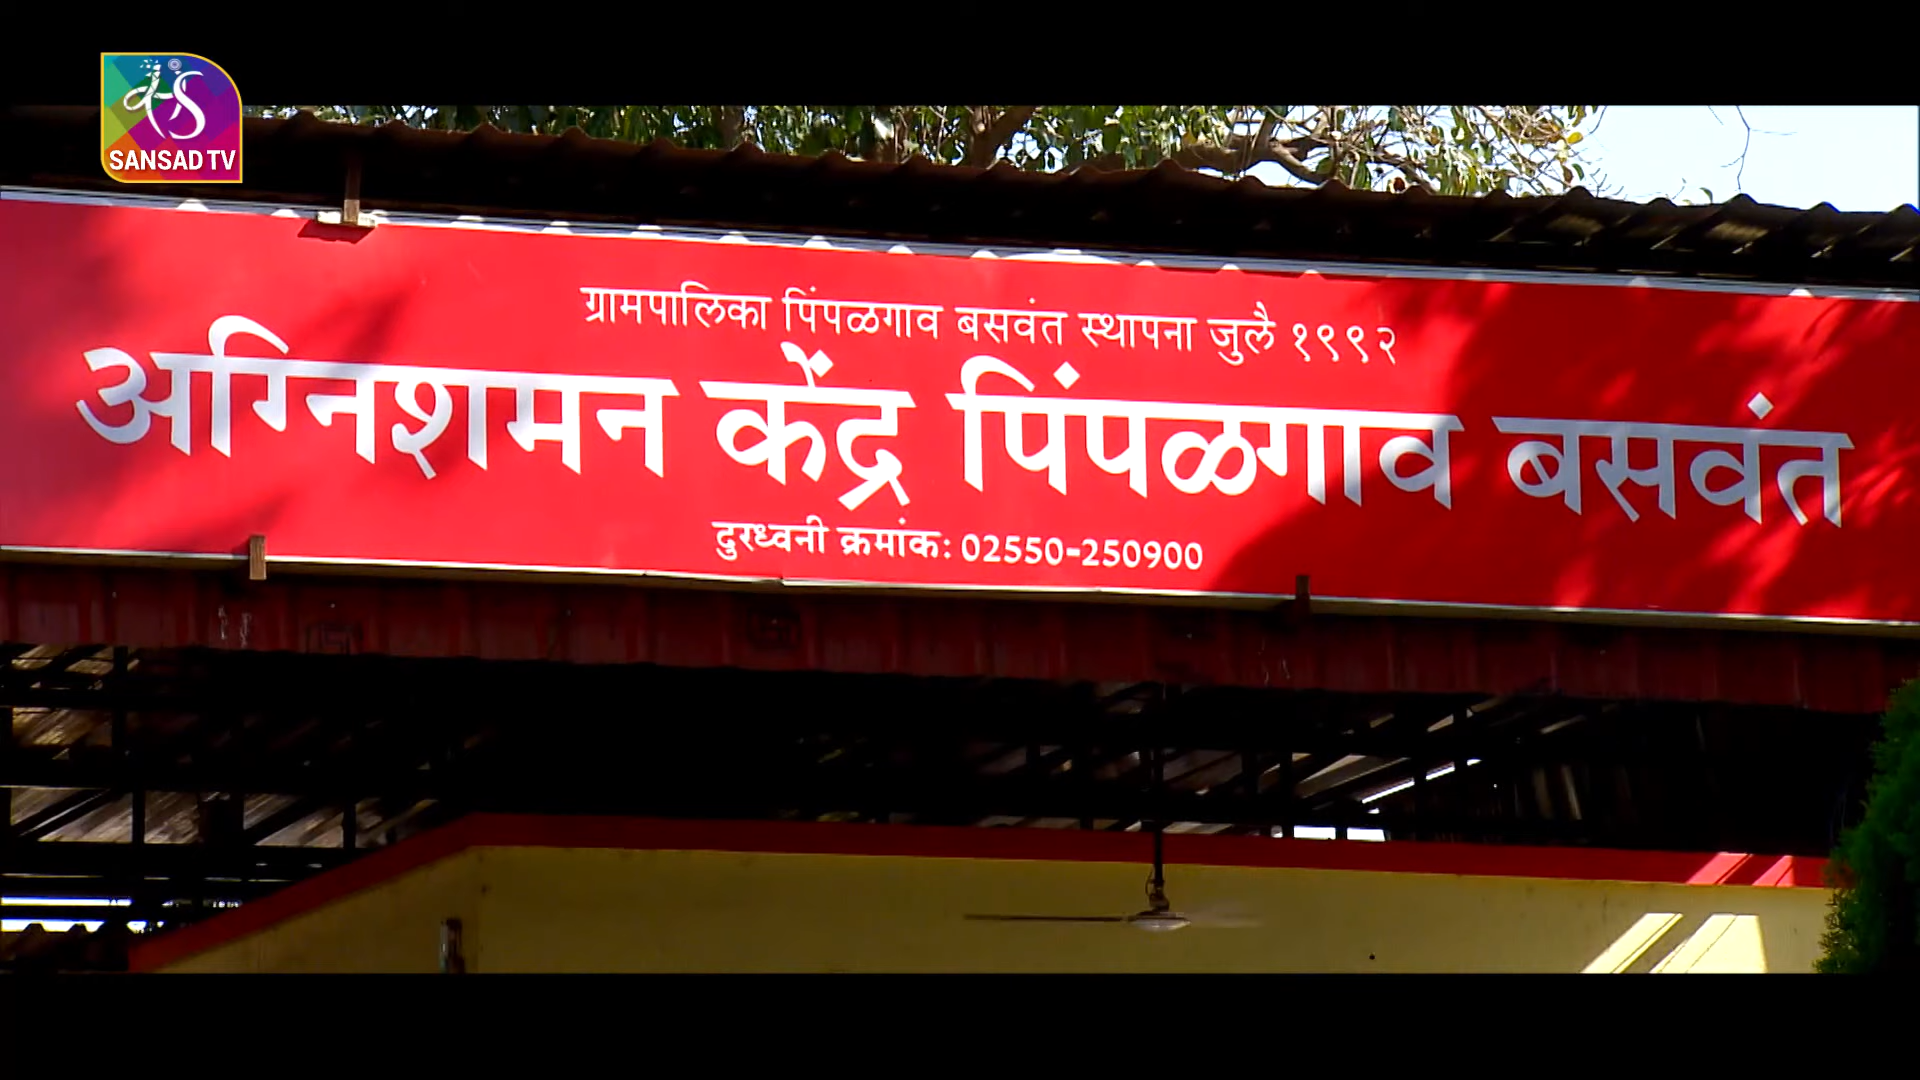 SANSAD TV
ग्रामपालिका पिंपळगाव बसवंत स्थापना जुलै १९९२
अग्निशमन केंद्र पिंपळगाव बसवंत
दुरध्वनी क्रमांक: 02550-250900